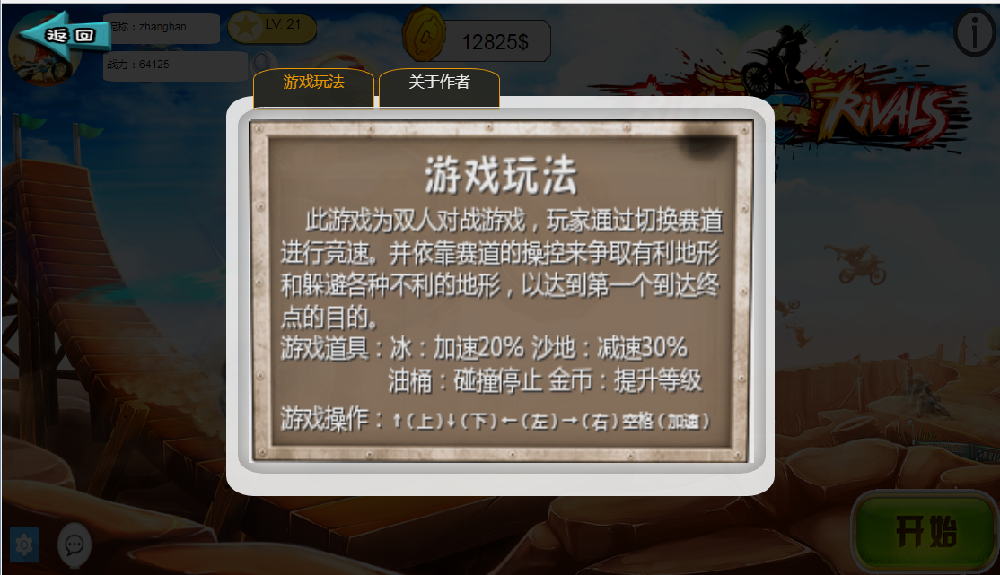 返回
昵称：zhanghan
LV. 21
12825$
战力：64125
游戏玩法
关于作者
RIVALS
游戏玩法
此游戏为双人对战游戏，玩家通过切换赛道
进行竞速。并依靠赛道的操控来争取有利地形
和躲避各种不利的地形，以达到第一个到达终
点的目的。
游戏道具：冰：加速20% 沙地：减速30%
油桶：碰撞停止 金币：提升等级
游戏操作：↑(上)↓(下)←(左)→(右)空格(加速)
开始